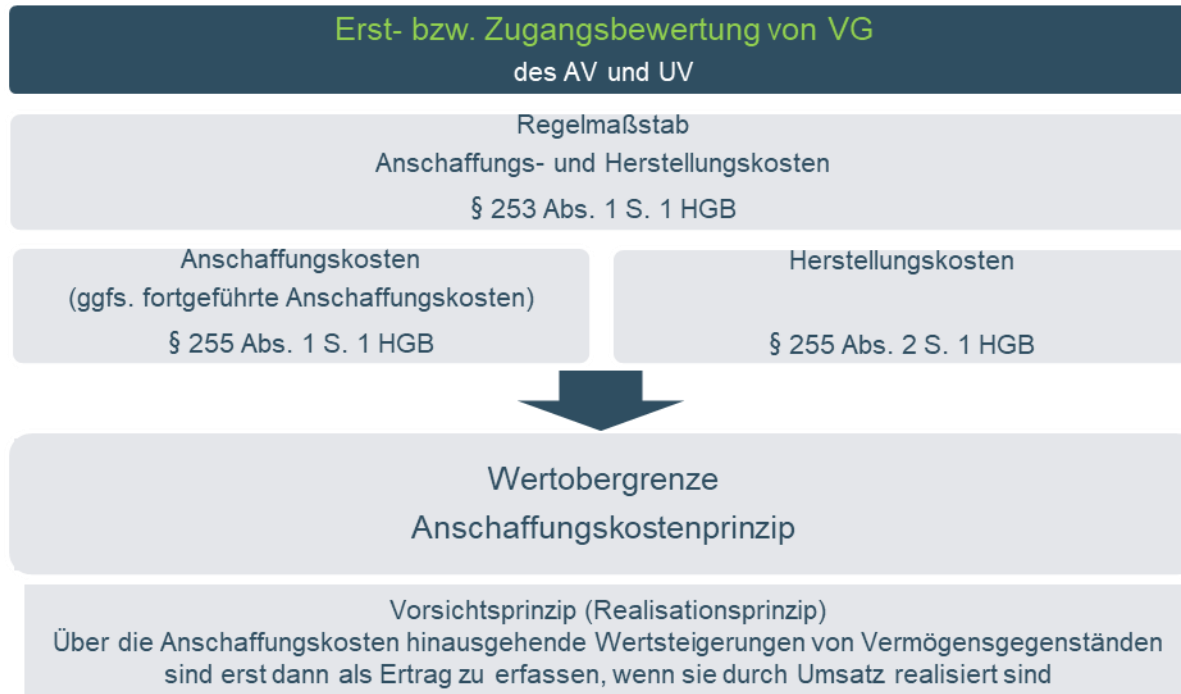 Erst- bzw. Zugangsbewertung von VG
des AV und UV
Regelmaßstab
Anschaffungs- und Herstellungskosten
§ 253 Abs. 1 S. 1 HGB
Anschaffungskosten
(ggfs. fortgeführte Anschaffungskosten)
§ 255 Abs. 1 S. 1 HGB
Herstellungskosten
§ 255 Abs. 2 S. 1 HGB
Wertobergrenze
Anschaffungskostenprinzip
Vorsichtsprinzip (Realisationsprinzip)
Über die Anschaffungskosten hinausgehende Wertsteigerungen von Vermögensgegenständen
sind erst dann als Ertrag zu erfassen, wenn sie durch Umsatz realisiert sind